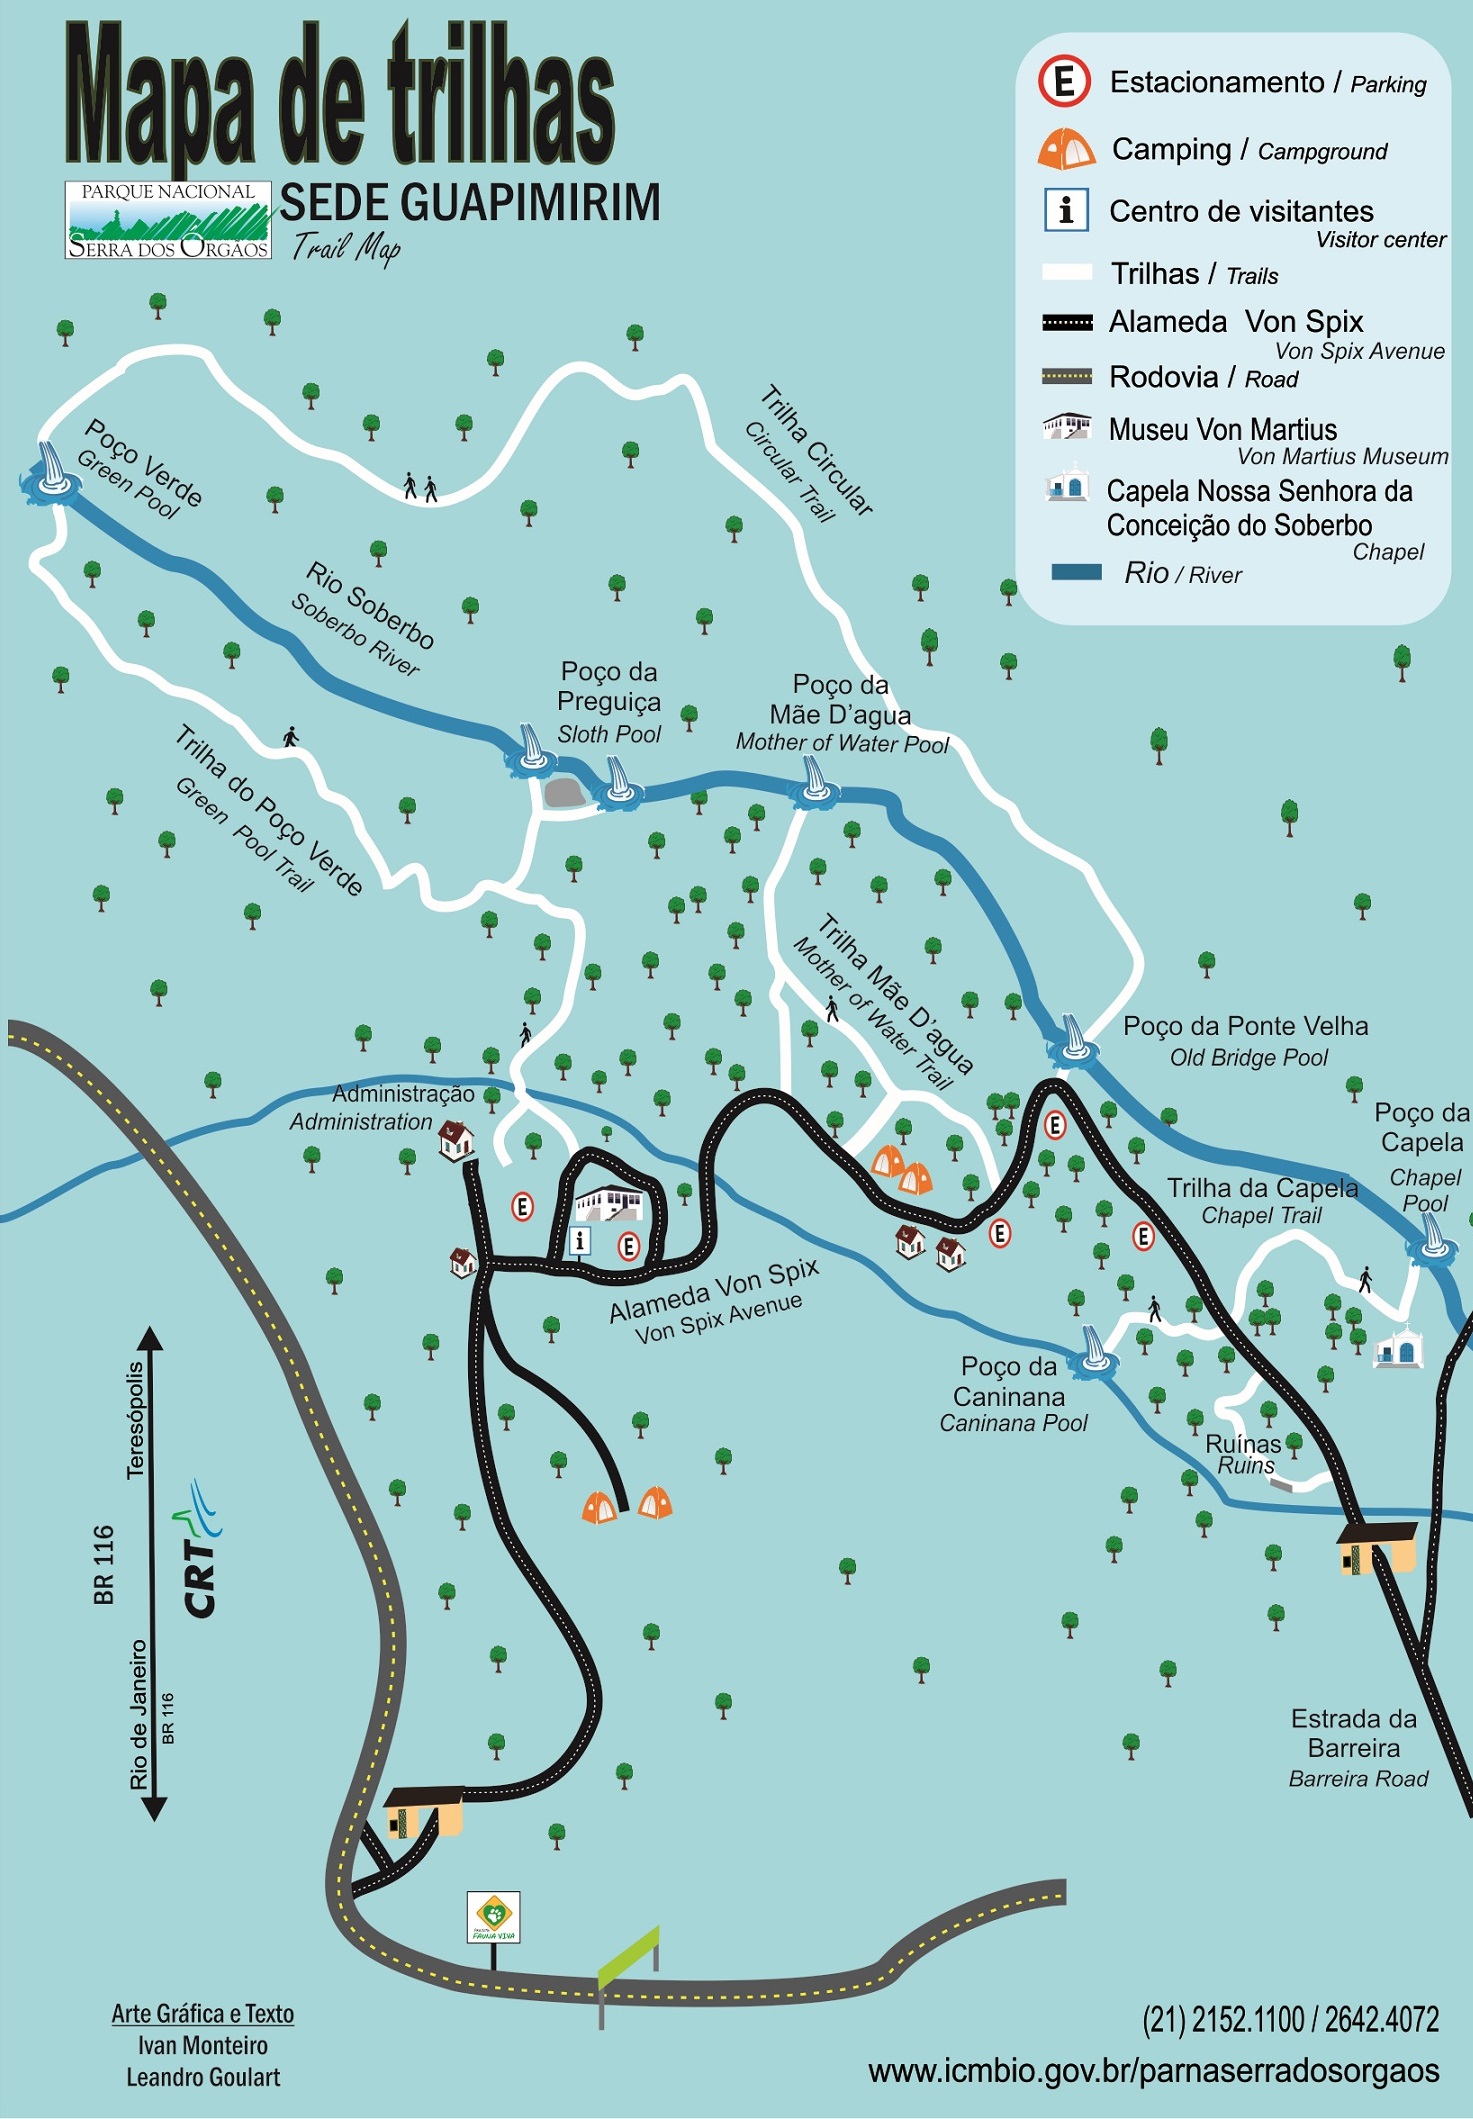 Mapa de trilhas
PARQUE NACIONAL
SERRA DOS ÓRGÃOS
SEDE GUAPIMIRIM
Trail Map
E
Estacionamento / Parking
Camping / Campground
i
Centro de visitantes
Visitor center
Trilhas / Trails
Alameda Von Spix
Von Spix Avenue
Rodovia / Road
Museu Von Martius
Von Martius Museum
Capela Nossa Senhora da
Conceição do Soberbo
Chapel
Rio / River
Trilha Circular
Circular Trail
Poço Verde
Green Pool
Rio Soberbo
Soberbo River
Poço da
Preguiça
Sloth Pool
Poço da
Mãe D'agua
Mother of Water Pool
Trilha do Poço Verde
Green Pool Trail
Trilha Mãe D'agua
Mother of Water Trail
Poço da Ponte Velha
Old Bridge Pool
Administração
Administration
E
Poço da
Capela
Chapel
Pool
Trilha da Capela
Chapel Trail
E
i
E
E
E
Alameda Von Spix
Von Spix Avenue
Poço da
Caninana
Caninana Pool
Ruínas
Ruins
Teresópolis
BR 116
CRT
Rio de Janeiro
BR 116
Estrada da
Barreira
Barreira Road
PROJETO
FAUNA VIVA
Arte Gráfica e Texto
Ivan Monteiro
Leandro Goulart
(21) 2152.1100 / 2642.4072
www.icmbio.gov.br/parnaserradosorgaos